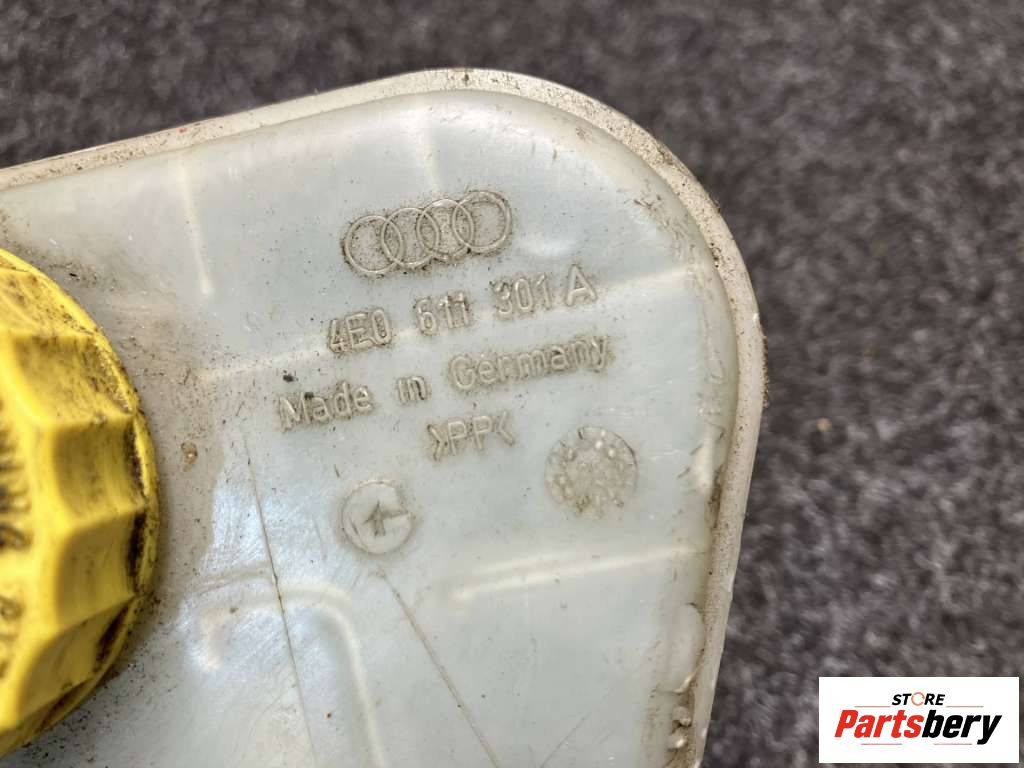 4E0 611 301 A
Made in Germany
>PP<
STORE
Partsbery